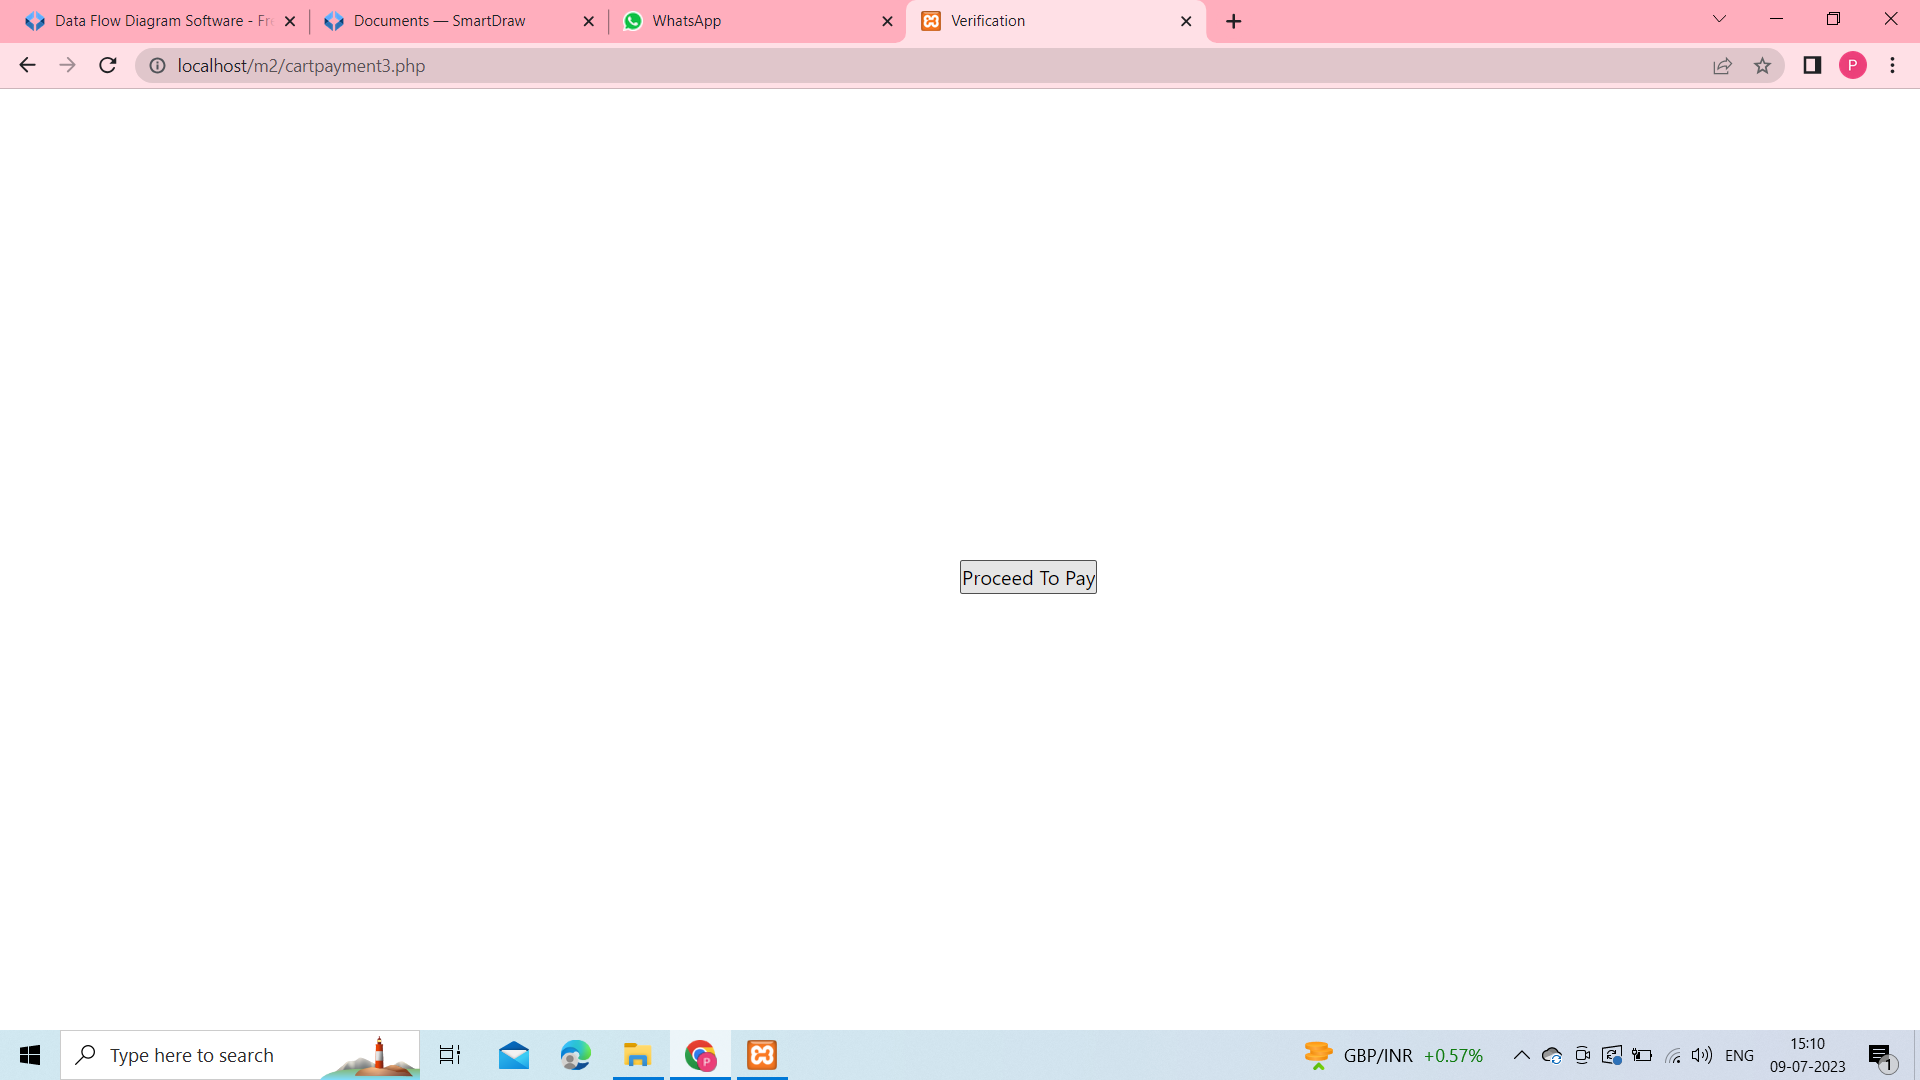 Data Flow Diagram Software - Fre
Documents — SmartDraw
WhatsApp
Verification
localhost/m2/cartpayment3.php
P
Proceed To Pay
Type here to search
P
GBP/INR +0.57%
ENG
15:10
09-07-2023
1